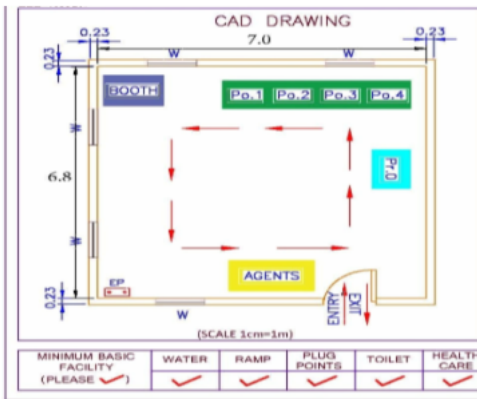 CAD DRAWING
0,23
7.0
0,23
0,23
W
W
BOOTH
Po.1
Po.2
Po.3
Po.4
W
6.8
Pr.O
W
EP
AGENTS
0,23
W
ENTRY
EXIT
(SCALE 1cm=1m)
MINIMUM BASIC
FACILITY
(PLEASE ✓)
WATER
RAMP
PLUG
POINTS
TOILET
HEALTH
CARE
✓ ✓ ✓ ✓ ✓